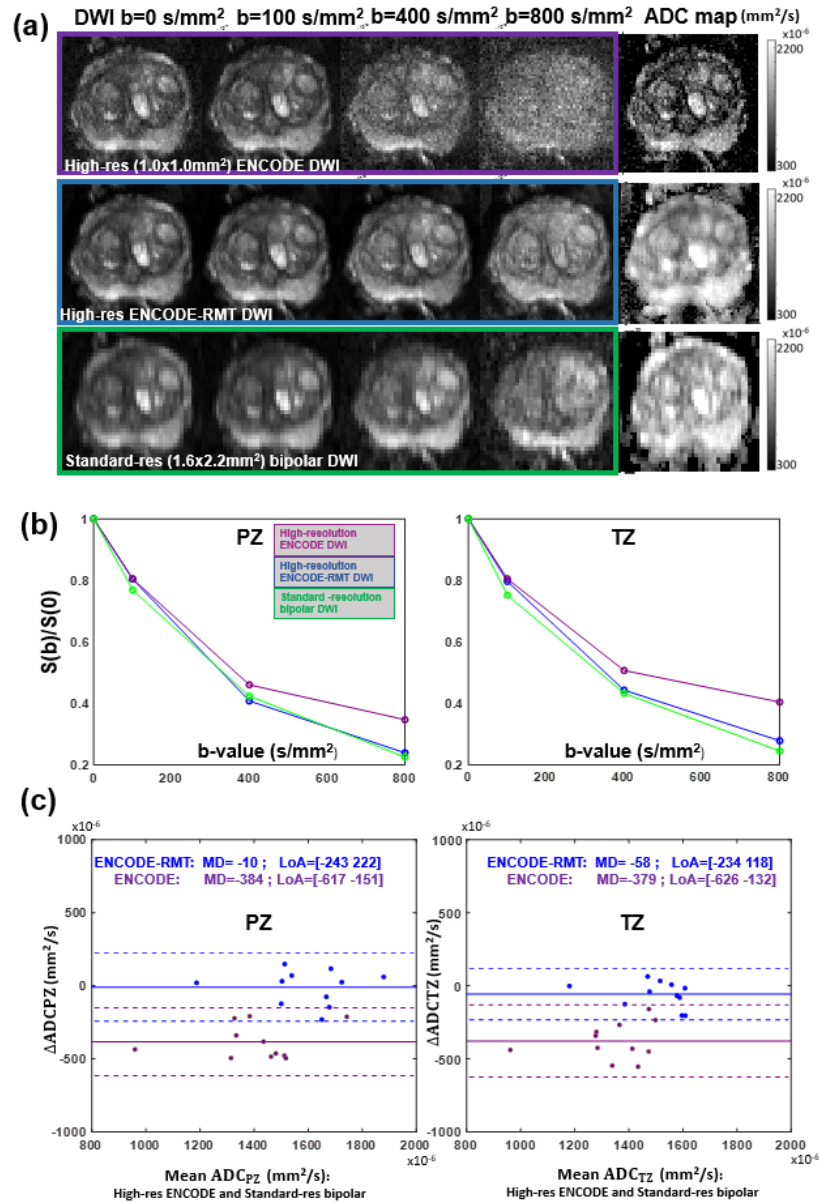 DWI b=0 s/mm² b=100 s/mm² b=400 s/mm² b=800 s/mm² ADC map (mm²/s)
(a)
x10⁻⁶
2200
High-res (1.0x1.0mm²) ENCODE DWI
300
x10⁻⁶
2200
High-res ENCODE-RMT DWI
300
x10⁻⁶
2200
Standard-res (1.6x2.2mm²) bipolar DWI
300
(b)
PZ
High-resolution
ENCODE DWI
High-resolution
ENCODE-RMT DWI
Standard -resolution
bipolar DWI
S(b)/S(0)
1
0.8
0.6
0.4
0.2
b-value (s/mm²)
0 200 400 600 800
TZ
1
0.8
0.6
0.4
0.2
b-value (s/mm²)
0 200 400 600 800
(c)
x10⁻⁶
1000
500
0
-500
-1000
ΔADCPZ (mm²/s)
ENCODE-RMT: MD= -10 ; LoA=[-243 222]
ENCODE: MD=-384 ; LoA=[-617 -151]
PZ
800 1000 1200 1400 1600 1800 2000
x10⁻⁶
Mean ADC_PZ (mm²/s):
High-res ENCODE and Standard-res bipolar
x10⁻⁶
1000
500
0
-500
-1000
ΔADCTZ (mm²/s)
ENCODE-RMT: MD= -58 ; LoA=[-234 118]
ENCODE: MD=-379 ; LoA=[-626 -132]
TZ
800 1000 1200 1400 1600 1800 2000
x10⁻⁶
Mean ADC_TZ (mm²/s):
High-res ENCODE and Standard-res bipolar